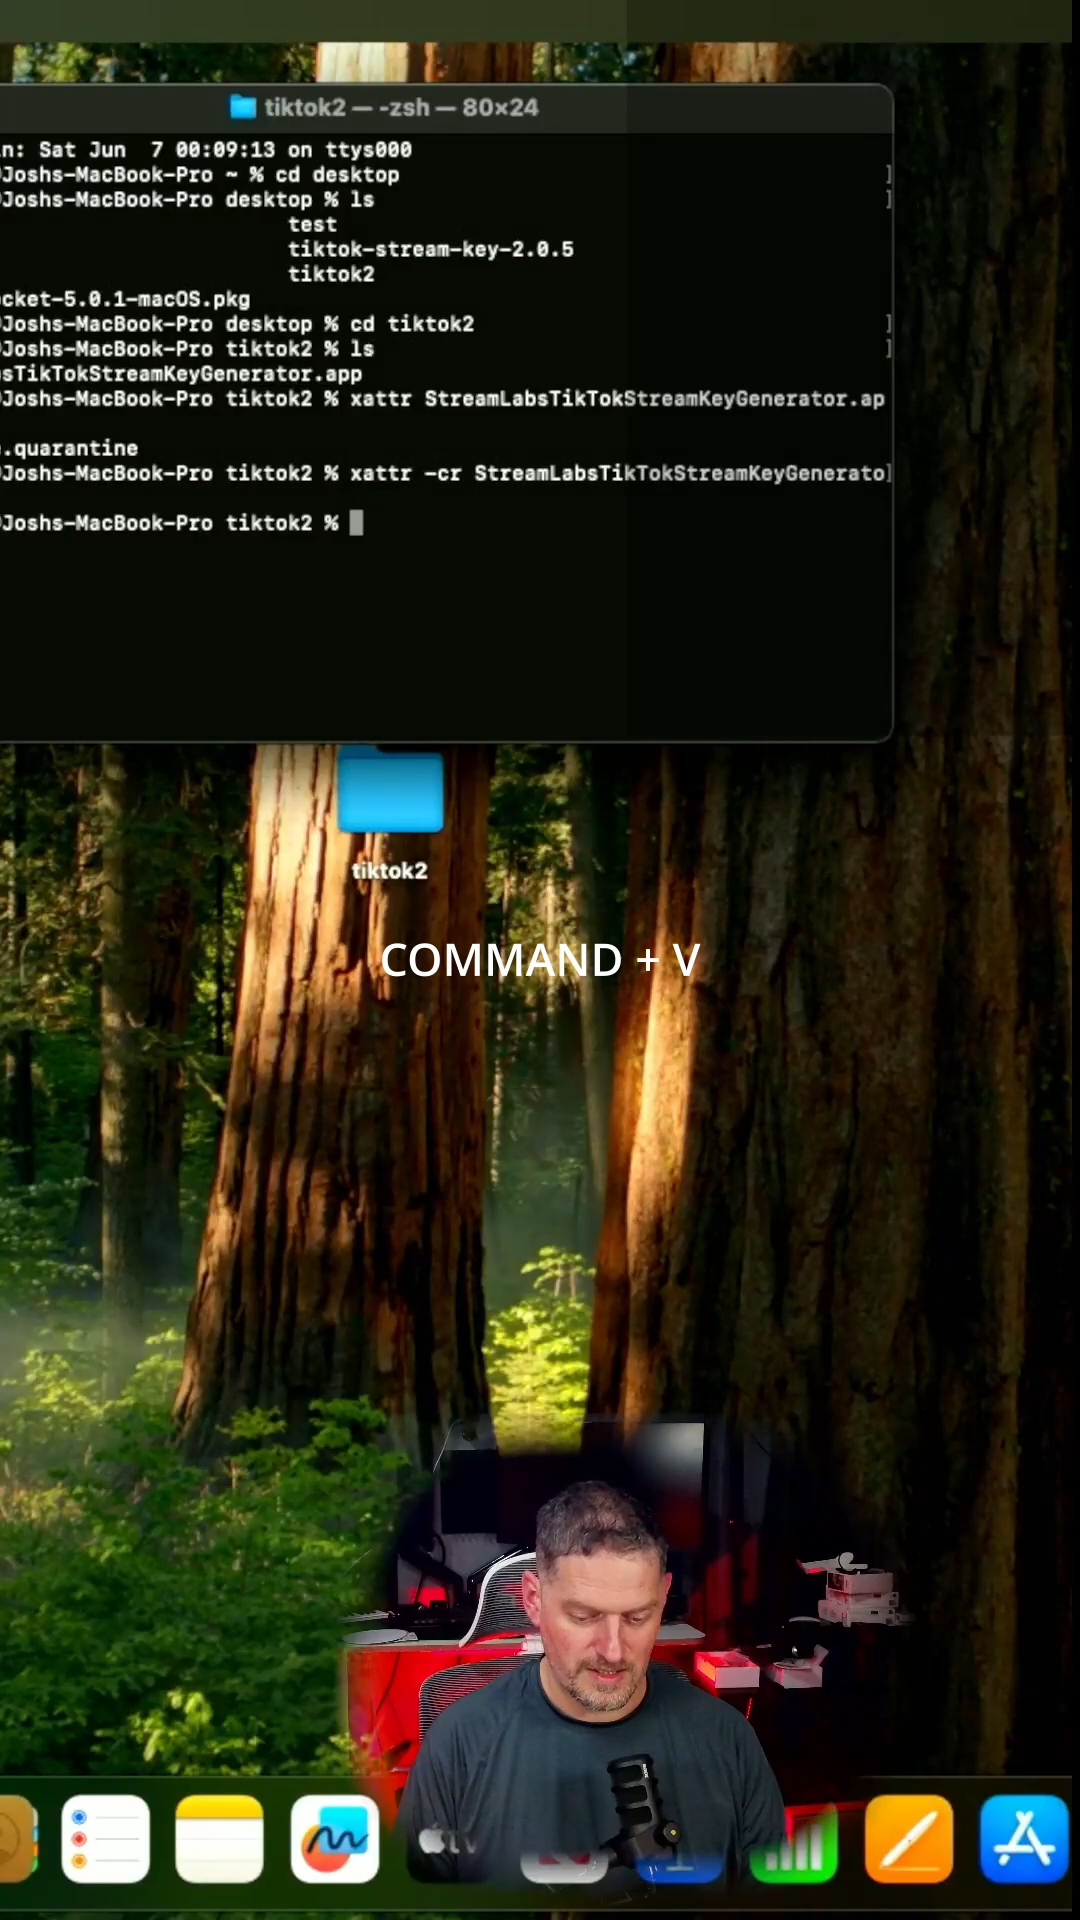 tiktok2 — -zsh — 80×24
n: Sat Jun  7 00:09:13 on ttys000
Joshs-MacBook-Pro ~ % cd desktop
Joshs-MacBook-Pro desktop % ls
test
tiktok-stream-key-2.0.5
tiktok2
cket-5.0.1-macOS.pkg
Joshs-MacBook-Pro desktop % cd tiktok2
Joshs-MacBook-Pro tiktok2 % ls
sTikTokStreamKeyGenerator.app
Joshs-MacBook-Pro tiktok2 % xattr StreamLabsTikTokStreamKeyGenerator.ap
.quarantine
Joshs-MacBook-Pro tiktok2 % xattr -cr StreamLabsTikTokStreamKeyGenerato
Joshs-MacBook-Pro tiktok2 %
tiktok2
COMMAND + V
tv